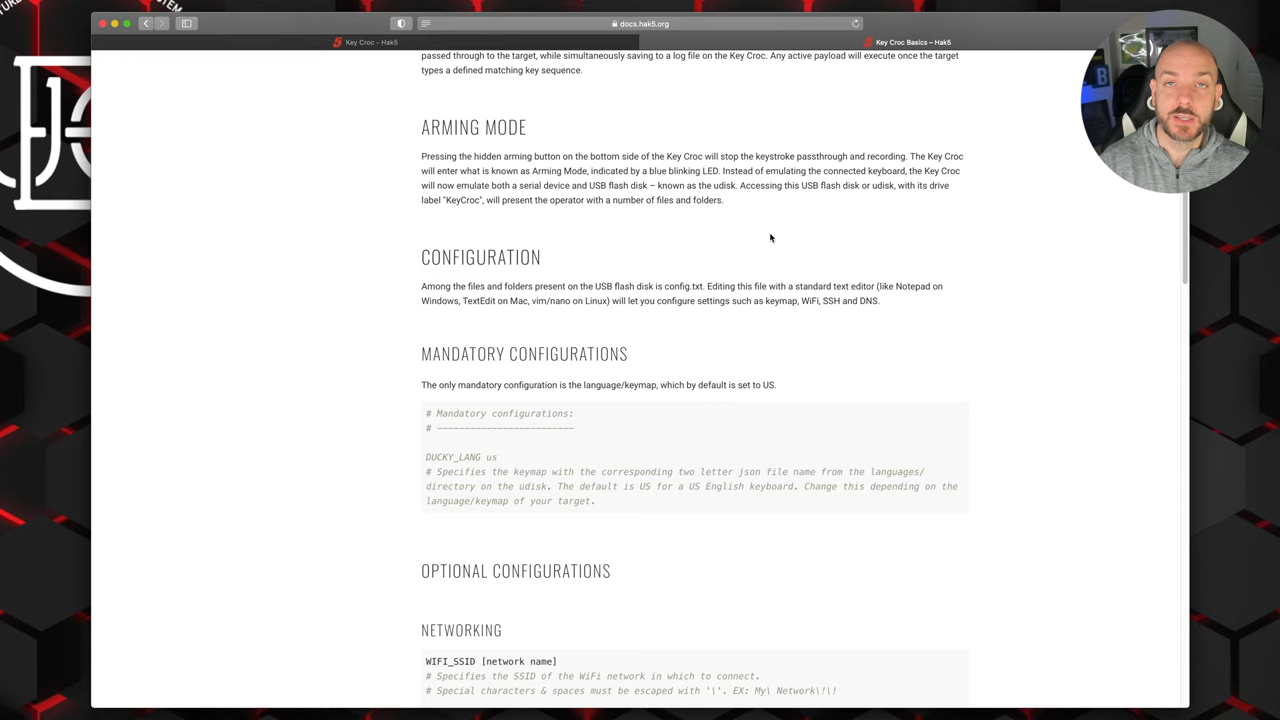 docs.hak5.org
Key Croc - Hak5
Key Croc Basics – Hak5
passed through to the target, while simultaneously saving to a log file on the Key Croc. Any active payload will execute once the target
types a defined matching key sequence.
ARMING MODE
Pressing the hidden arming button on the bottom side of the Key Croc will stop the keystroke passthrough and recording. The Key Croc
will enter what is known as Arming Mode, indicated by a blue blinking LED. Instead of emulating the connected keyboard, the Key Croc
will now emulate both a serial device and USB flash disk – known as the udisk. Accessing this USB flash disk or udisk, with its drive
label "KeyCroc", will present the operator with a number of files and folders.
CONFIGURATION
Among the files and folders present on the USB flash disk is config.txt. Editing this file with a standard text editor (like Notepad on
Windows, TextEdit on Mac, vim/nano on Linux) will let you configure settings such as keymap, WiFi, SSH and DNS.
MANDATORY CONFIGURATIONS
The only mandatory configuration is the language/keymap, which by default is set to US.
# Mandatory configurations:
# -------------------------
DUCKY_LANG us
# Specifies the keymap with the corresponding two letter json file name from the languages/
directory on the udisk. The default is US for a US English keyboard. Change this depending on the
language/keymap of your target.
OPTIONAL CONFIGURATIONS
NETWORKING
WIFI_SSID [network name]
# Specifies the SSID of the WiFi network in which to connect.
# Special characters & spaces must be escaped with '\'. EX: My\ Network\!\!